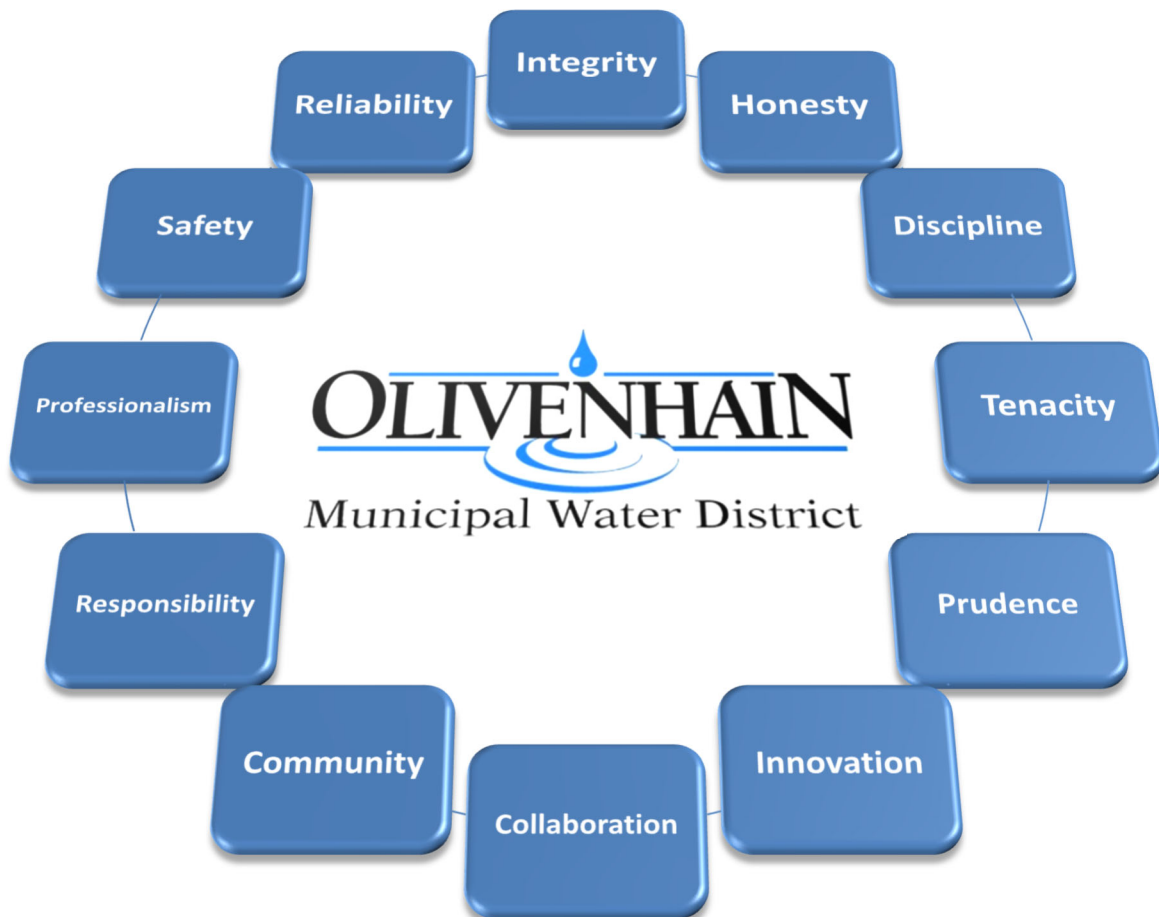 Integrity
Honesty
Discipline
Tenacity
Prudence
Innovation
Collaboration
Community
Responsibility
Professionalism
Safety
Reliability
OLIVENHAIN
Municipal Water District